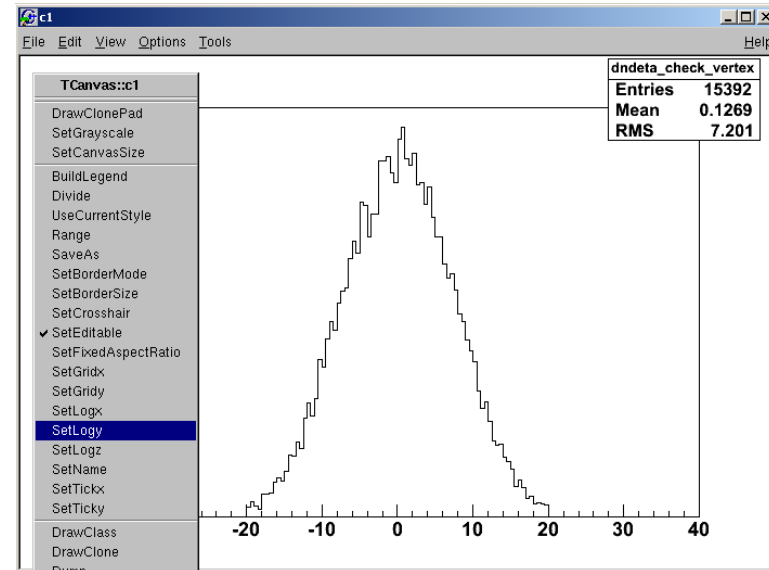 c1
File Edit View Options Tools Help
TCanvas::c1
DrawClonePad
SetGrayscale
SetCanvasSize
BuildLegend
Divide
UseCurrentStyle
Range
SaveAs
SetBorderMode
SetBorderSize
SetCrosshair
SetEditable
SetFixedAspectRatio
SetGridx
SetGridy
SetLogx
SetLogy
SetLogz
SetName
SetTickx
SetTicky
DrawClass
DrawClone
dndeta_check_vertex
Entries 15392
Mean 0.1269
RMS 7.201
-20 -10 0 10 20 30 40